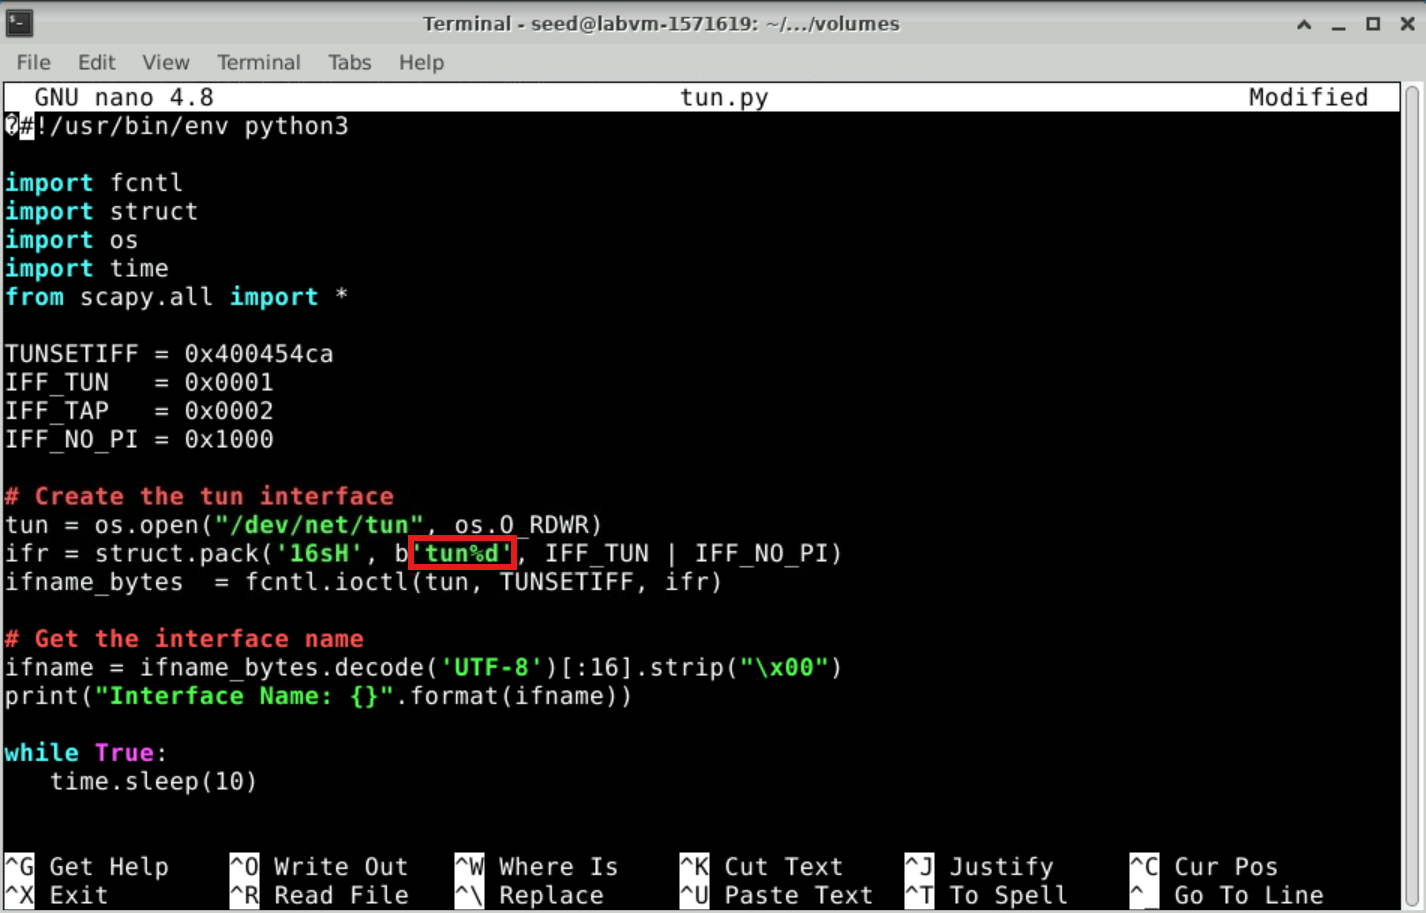 Terminal - seed@labvm-1571619: ~/.../volumes
File Edit View Terminal Tabs Help
GNU nano 4.8 tun.py Modified
�#!/usr/bin/env python3
import fcntl
import struct
import os
import time
from scapy.all import *
TUNSETIFF = 0x400454ca
IFF_TUN   = 0x0001
IFF_TAP   = 0x0002
IFF_NO_PI = 0x1000
# Create the tun interface
tun = os.open("/dev/net/tun", os.O_RDWR)
ifr = struct.pack('16sH', b'tun%d', IFF_TUN | IFF_NO_PI)
ifname_bytes  = fcntl.ioctl(tun, TUNSETIFF, ifr)
# Get the interface name
ifname = ifname_bytes.decode('UTF-8')[:16].strip("\x00")
print("Interface Name: {}".format(ifname))
while True:
   time.sleep(10)
^G Get Help ^O Write Out ^W Where Is ^K Cut Text ^J Justify ^C Cur Pos
^X Exit ^R Read File ^\ Replace ^U Paste Text ^T To Spell ^_ Go To Line